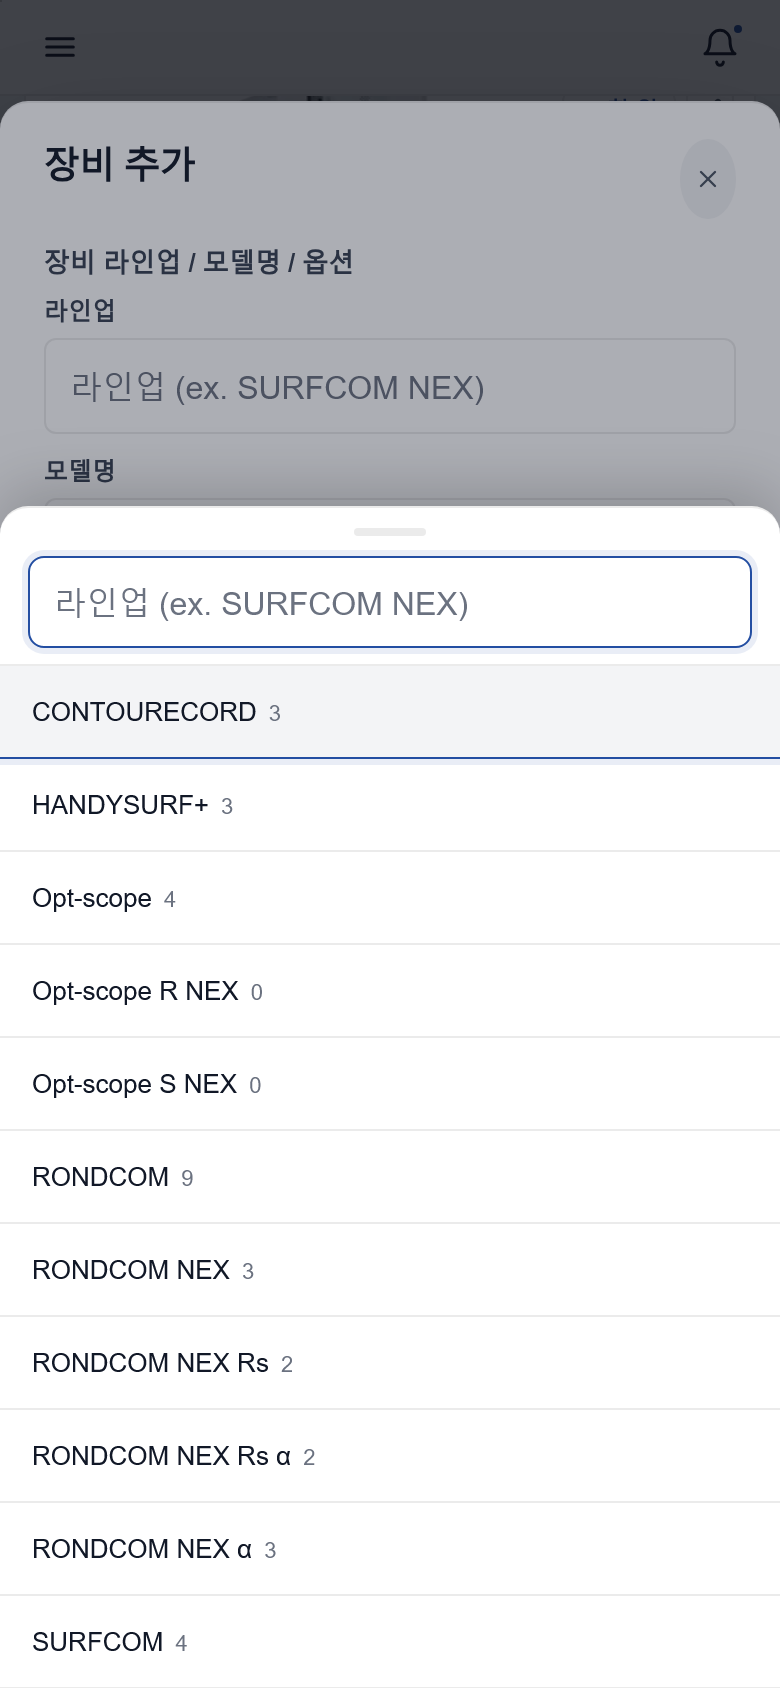 장비 추가
장비 라인업 / 모델명 / 옵션
라인업
라인업 (ex. SURFCOM NEX)
모델명
라인업 (ex. SURFCOM NEX)
CONTOURECORD 3
HANDYSURF+ 3
Opt-scope 4
Opt-scope R NEX 0
Opt-scope S NEX 0
RONDCOM 9
RONDCOM NEX 3
RONDCOM NEX Rs 2
RONDCOM NEX Rs α 2
RONDCOM NEX α 3
SURFCOM 4